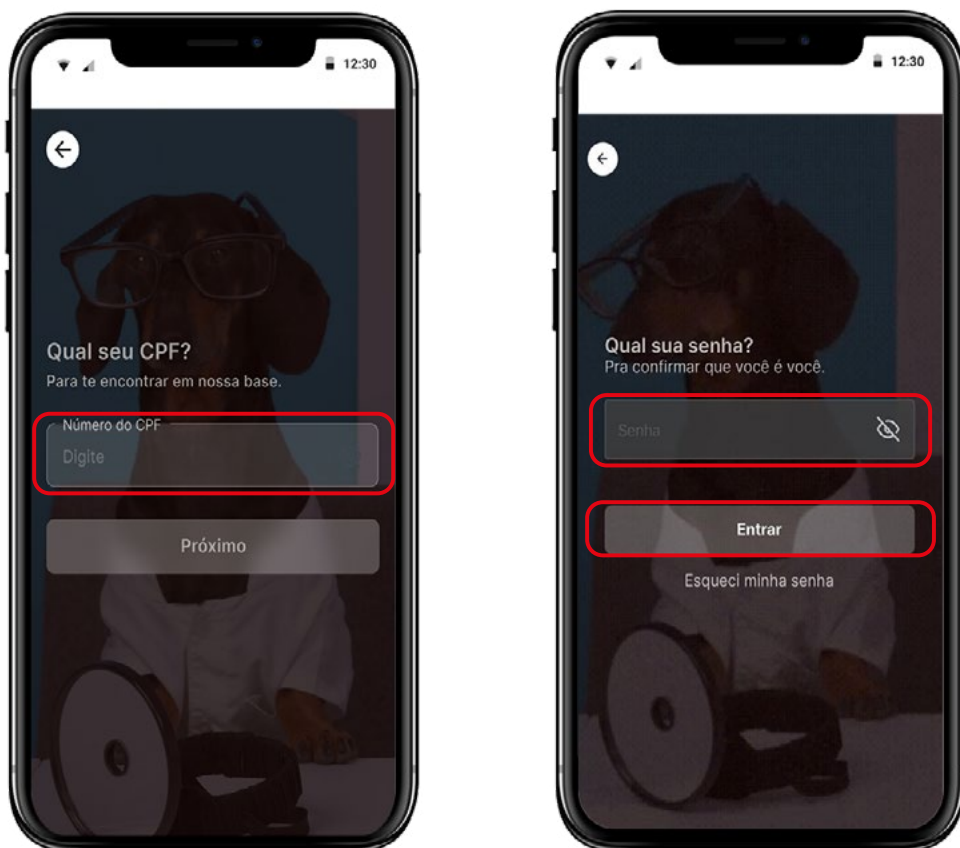 12:30
Qual seu CPF?
Para te encontrar em nossa base.
Número do CPF
Digite
Próximo
12:30
Qual sua senha?
Pra confirmar que você é você.
Senha
Entrar
Esqueci minha senha